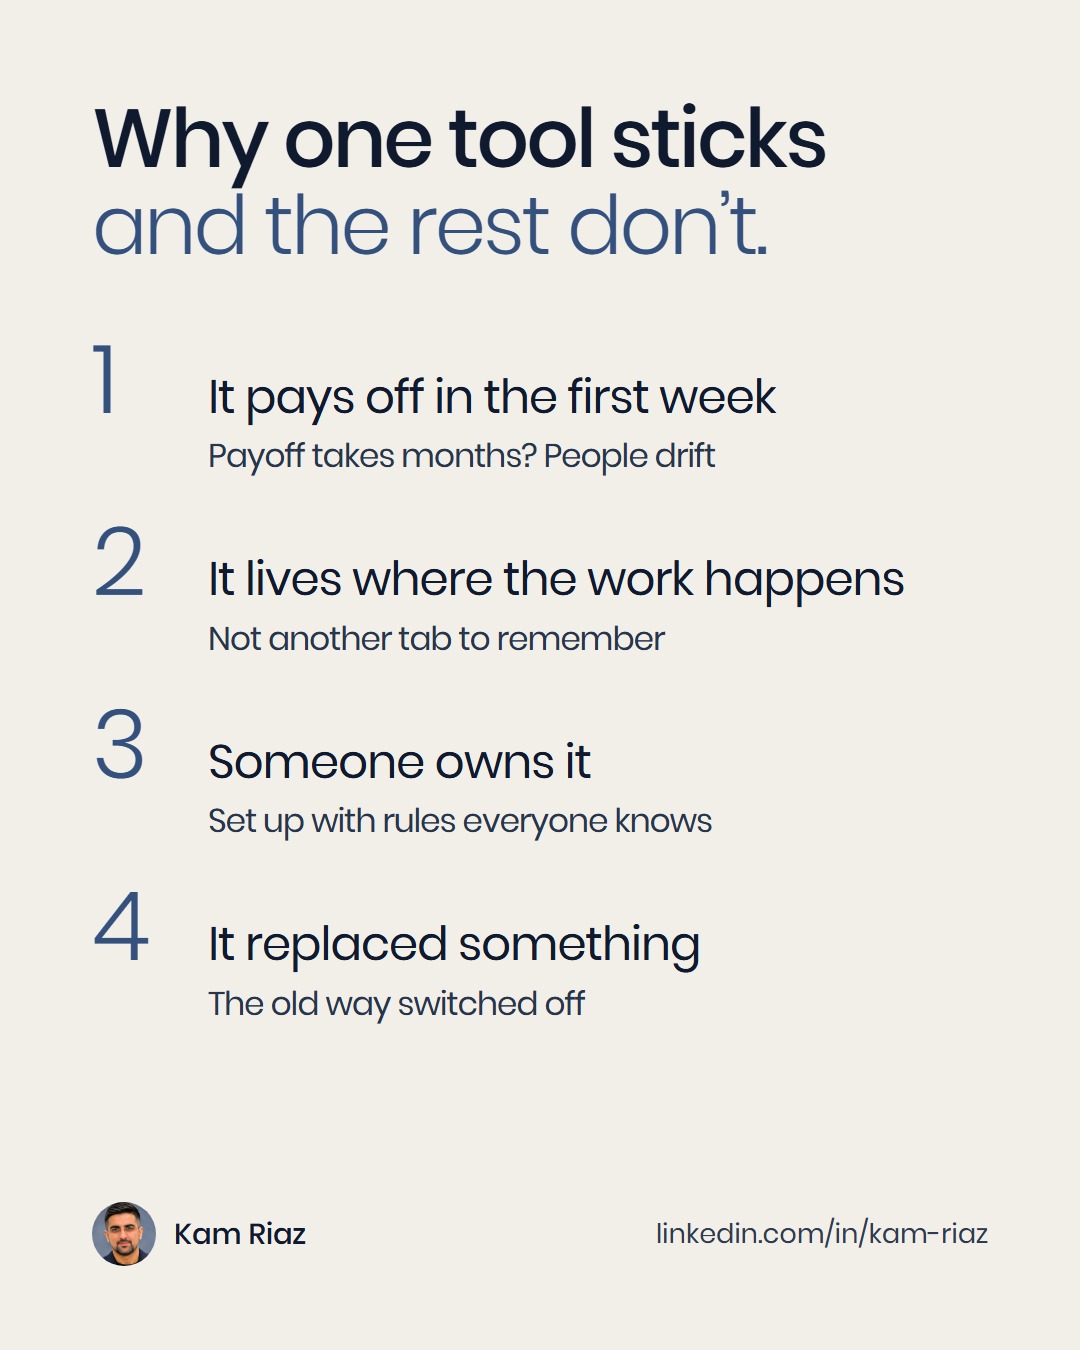 Why one tool sticks
and the rest don’t.
1
It pays off in the first week
Payoff takes months? People drift
2
It lives where the work happens
Not another tab to remember
3
Someone owns it
Set up with rules everyone knows
4
It replaced something
The old way switched off
Kam Riaz
linkedin.com/in/kam-riaz